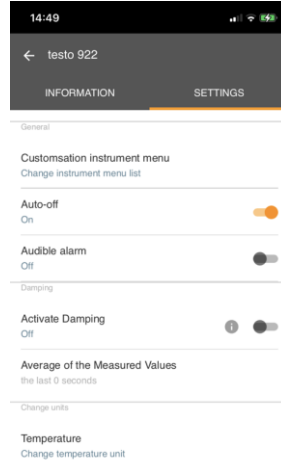 14:49
testo 922
INFORMATION SETTINGS
General
Customsation instrument menu
Change instrument menu list
Auto-off
On
Audible alarm
Off
Damping
Activate Damping
Off
Average of the Measured Values
the last 0 seconds
Change units
Temperature
Change temperature unit